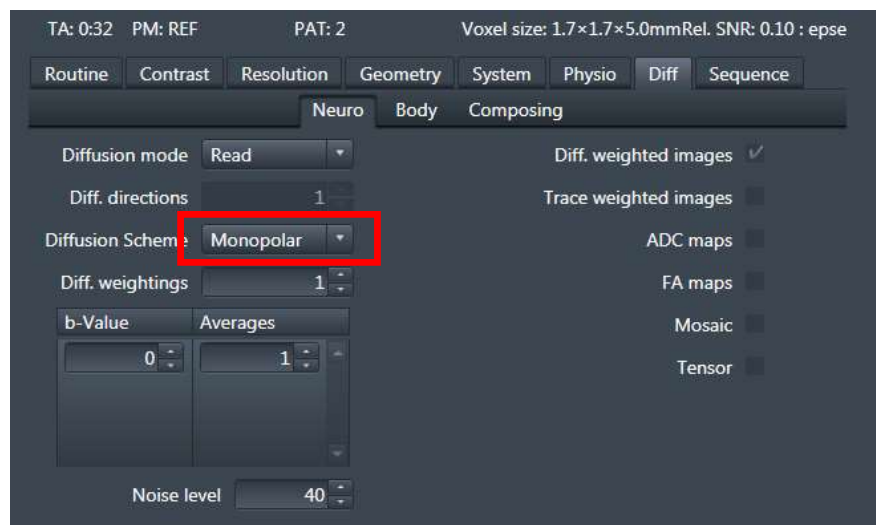 TA: 0:32 PM: REF PAT: 2 Voxel size: 1.7×1.7×5.0mmRel. SNR: 0.10 : epse
Routine Contrast Resolution Geometry System Physio Diff Sequence
Neuro Body Composing
Diffusion mode Read Diff. weighted images
Diff. directions 1 Trace weighted images
Diffusion Scheme Monopolar ADC maps
Diff. weightings 1 FA maps
b-Value Averages Mosaic
0 1 Tensor
Noise level 40